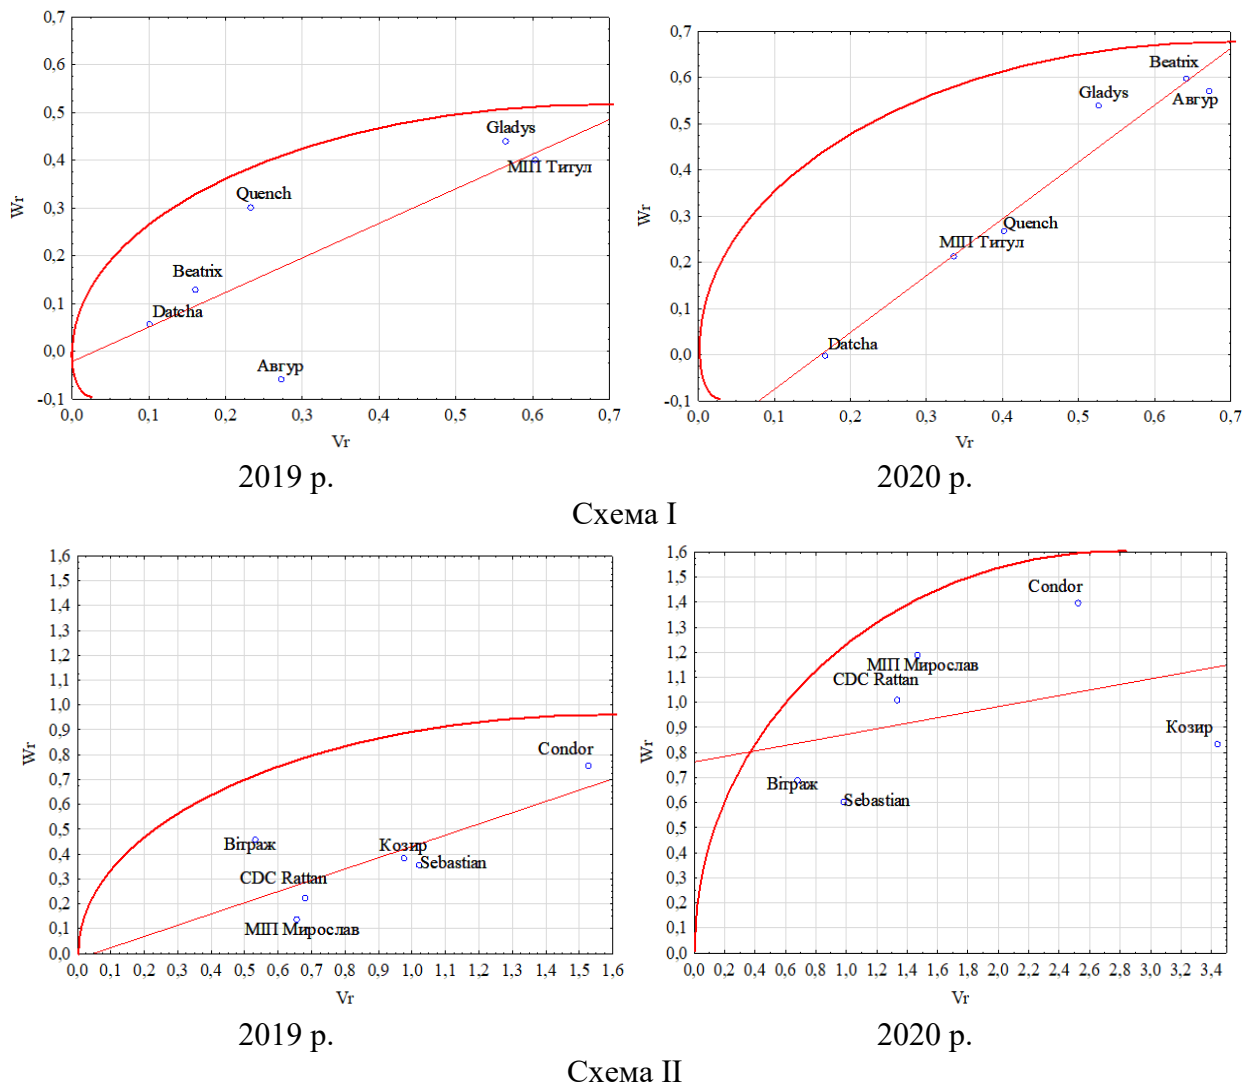 0,7
0,6
0,5
0,4
0,3
0,2
0,1
0,0
-0,1
Wr
Gladys
МІП Титул
Quench
Beatrix
Datcha
Авгур
0,0 0,1 0,2 0,3 0,4 0,5 0,6 0,7
Vr
2019 р.
0,7
0,6
0,5
0,4
0,3
0,2
0,1
0,0
-0,1
Wr
Beatrix
Gladys
Авгур
Quench
МІП Титул
Datcha
0,0 0,1 0,2 0,3 0,4 0,5 0,6 0,7
Vr
2020 р.
Схема I
1,6
1,5
1,4
1,3
1,2
1,1
1,0
0,9
0,8
0,7
0,6
0,5
0,4
0,3
0,2
0,1
0,0
Wr
Condor
Вітраж
Козир
Sebastian
CDC Rattan
МІП Мирослав
0,0 0,1 0,2 0,3 0,4 0,5 0,6 0,7 0,8 0,9 1,0 1,1 1,2 1,3 1,4 1,5 1,6
Vr
2019 р.
1,6
1,5
1,4
1,3
1,2
1,1
1,0
0,9
0,8
0,7
0,6
0,5
0,4
0,3
0,2
0,1
0,0
Wr
Condor
МІП Мирослав
CDC Rattan
Козир
Вітраж
Sebastian
0,0 0,2 0,4 0,6 0,8 1,0 1,2 1,4 1,6 1,8 2,0 2,2 2,4 2,6 2,8 3,0 3,2 3,4
Vr
2020 р.
Схема II